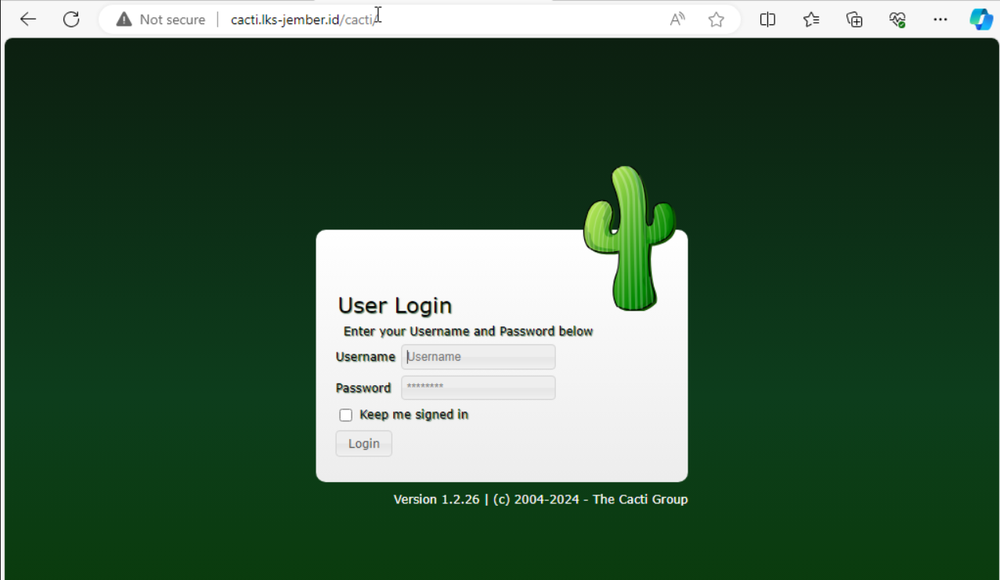 Not secure | cacti.lks-jember.id/cacti/
User Login
Enter your Username and Password below
Username Username
Password ********
Keep me signed in
Login
Version 1.2.26 | (c) 2004-2024 - The Cacti Group